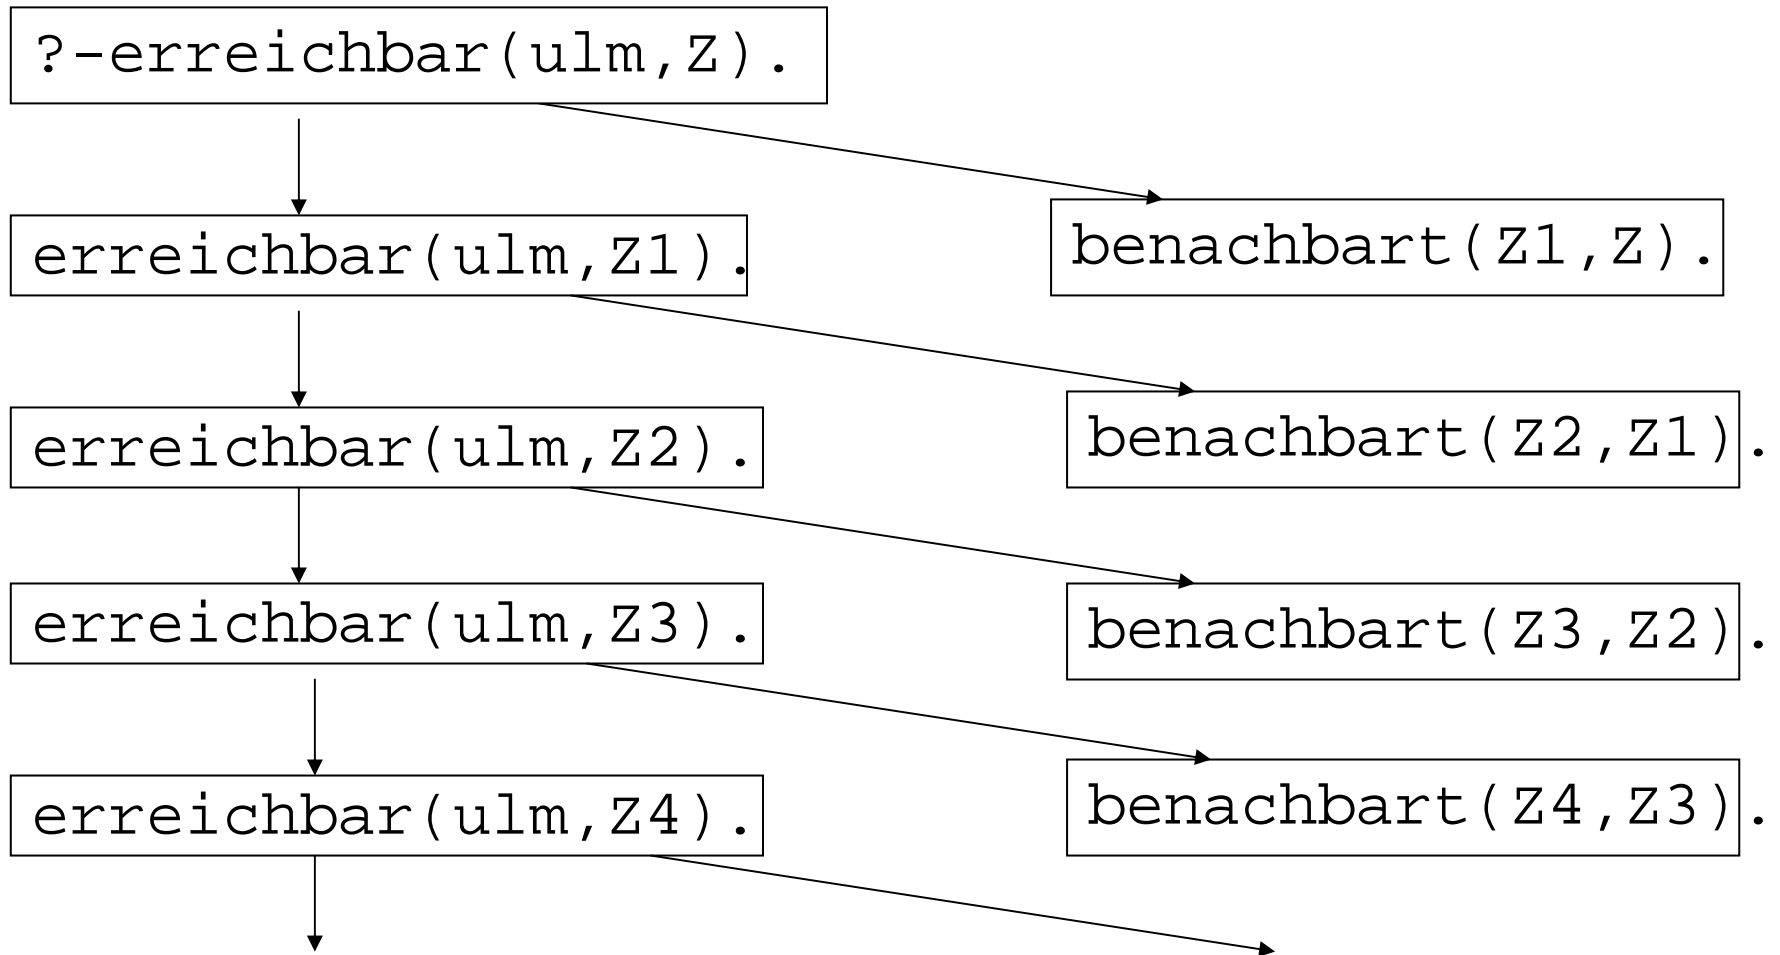 ?-erreichbar(ulm,Z).
erreichbar(ulm,Z1).
benachbart(Z1,Z).
erreichbar(ulm,Z2).
benachbart(Z2,Z1).
erreichbar(ulm,Z3).
benachbart(Z3,Z2).
erreichbar(ulm,Z4).
benachbart(Z4,Z3).